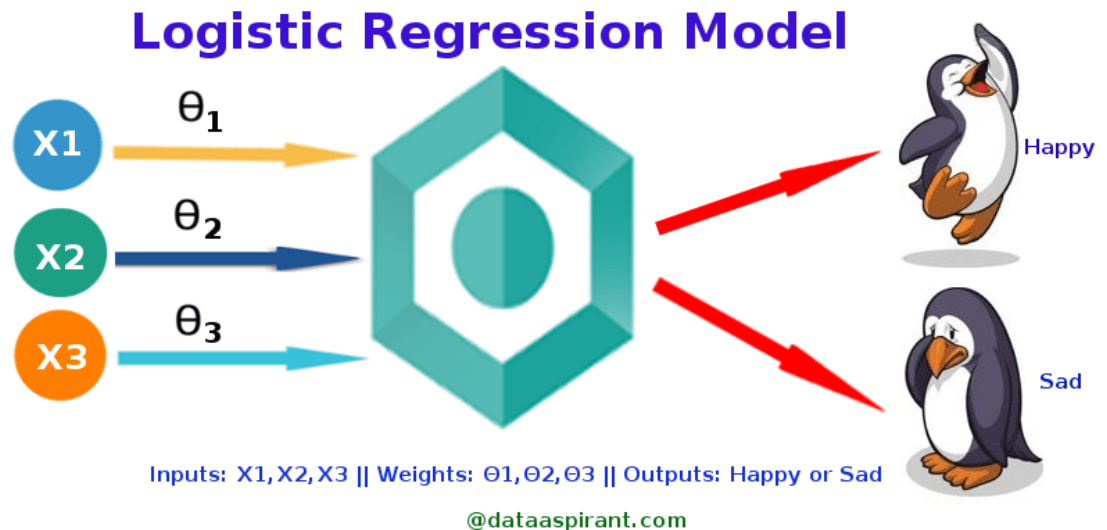 Logistic Regression Model
X1
θ1
Happy
X2
θ2
X3
θ3
Sad
Inputs: X1,X2,X3 || Weights: Θ1,Θ2,Θ3 || Outputs: Happy or Sad
@dataaspirant.com